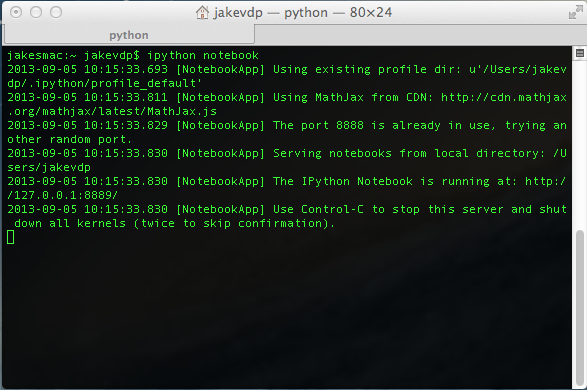 jakevdp — python — 80×24
python
jakesmac:~ jakevdp$ ipython notebook
2013-09-05 10:15:33.693 [NotebookApp] Using existing profile dir: u'/Users/jakev
dp/.ipython/profile_default'
2013-09-05 10:15:33.811 [NotebookApp] Using MathJax from CDN: http://cdn.mathjax
.org/mathjax/latest/MathJax.js
2013-09-05 10:15:33.829 [NotebookApp] The port 8888 is already in use, trying an
other random port.
2013-09-05 10:15:33.830 [NotebookApp] Serving notebooks from local directory: /U
sers/jakevdp
2013-09-05 10:15:33.830 [NotebookApp] The IPython Notebook is running at: http:/
/127.0.0.1:8889/
2013-09-05 10:15:33.830 [NotebookApp] Use Control-C to stop this server and shut
 down all kernels (twice to skip confirmation).